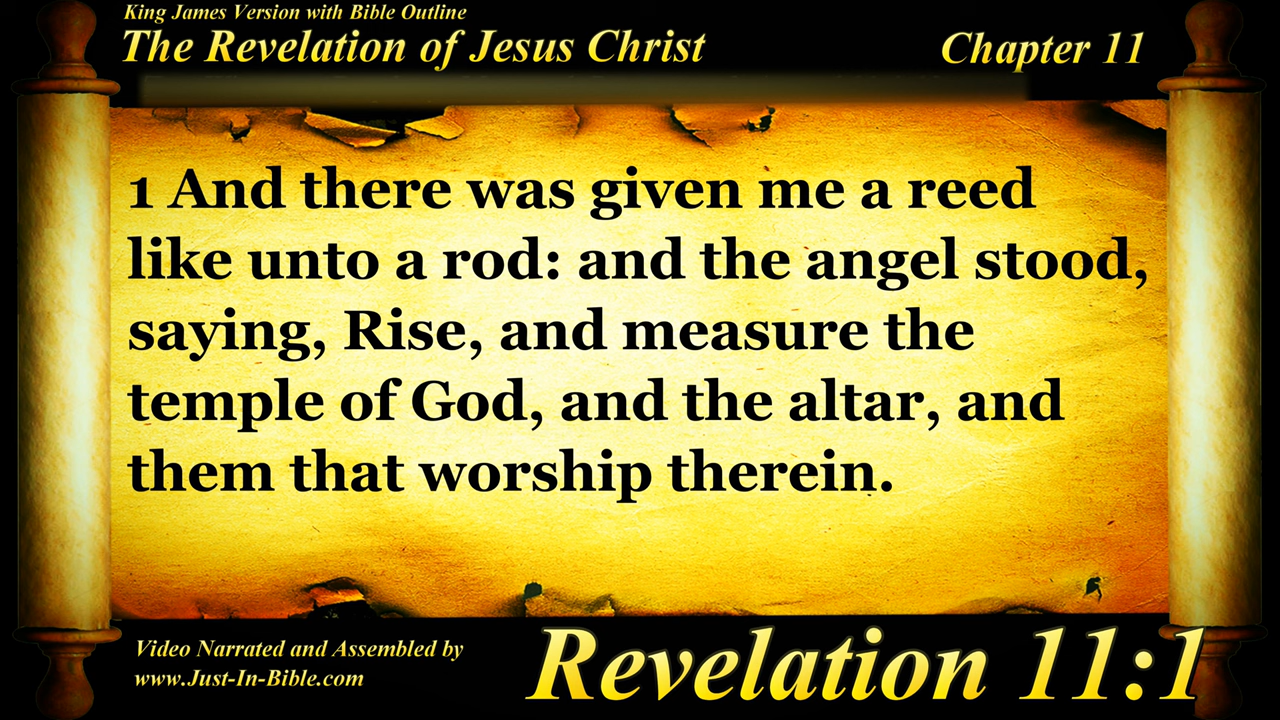 King James Version with Bible Outline
The Revelation of Jesus Christ
Chapter 11
1 And there was given me a reed
like unto a rod: and the angel stood,
saying, Rise, and measure the
temple of God, and the altar, and
them that worship therein.
Video Narrated and Assembled by
www.Just-In-Bible.com
Revelation 11:1